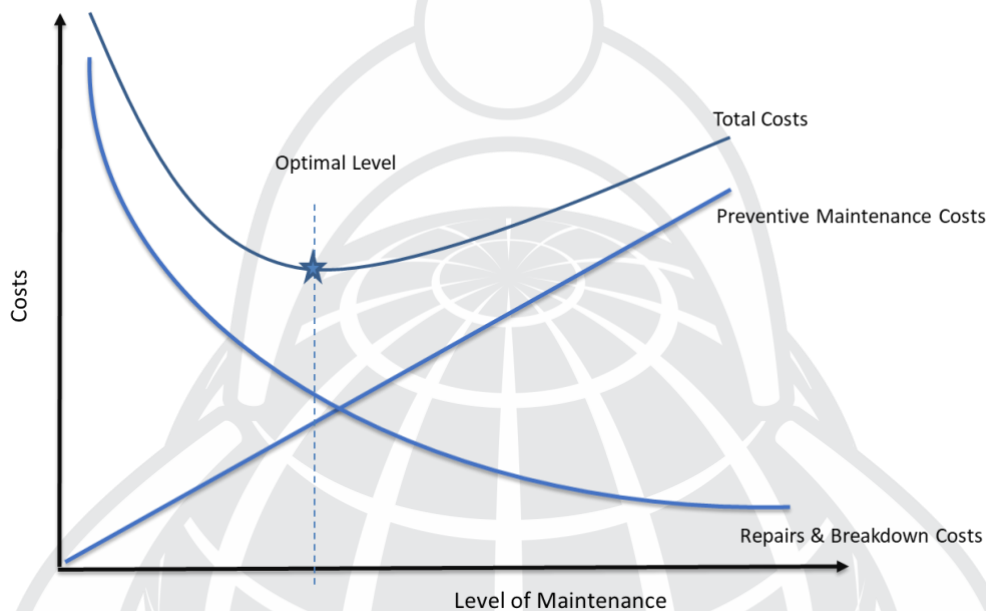 Total Costs
Optimal Level
Preventive Maintenance Costs
Costs
Repairs & Breakdown Costs
Level of Maintenance